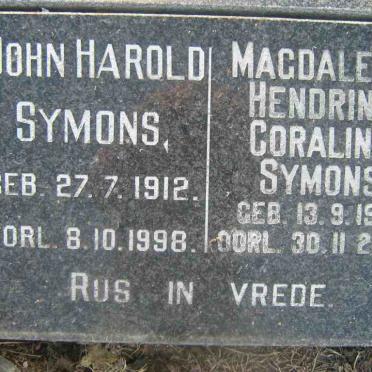 JOHN HAROLD
SYMONS,
GEB. 27.7.1912.
OORL. 8.10.1998.
MAGDALE
HENDRIN
CORALIN
SYMONS
GEB. 13.9.19
OORL. 30.11.2
RUS IN VREDE.